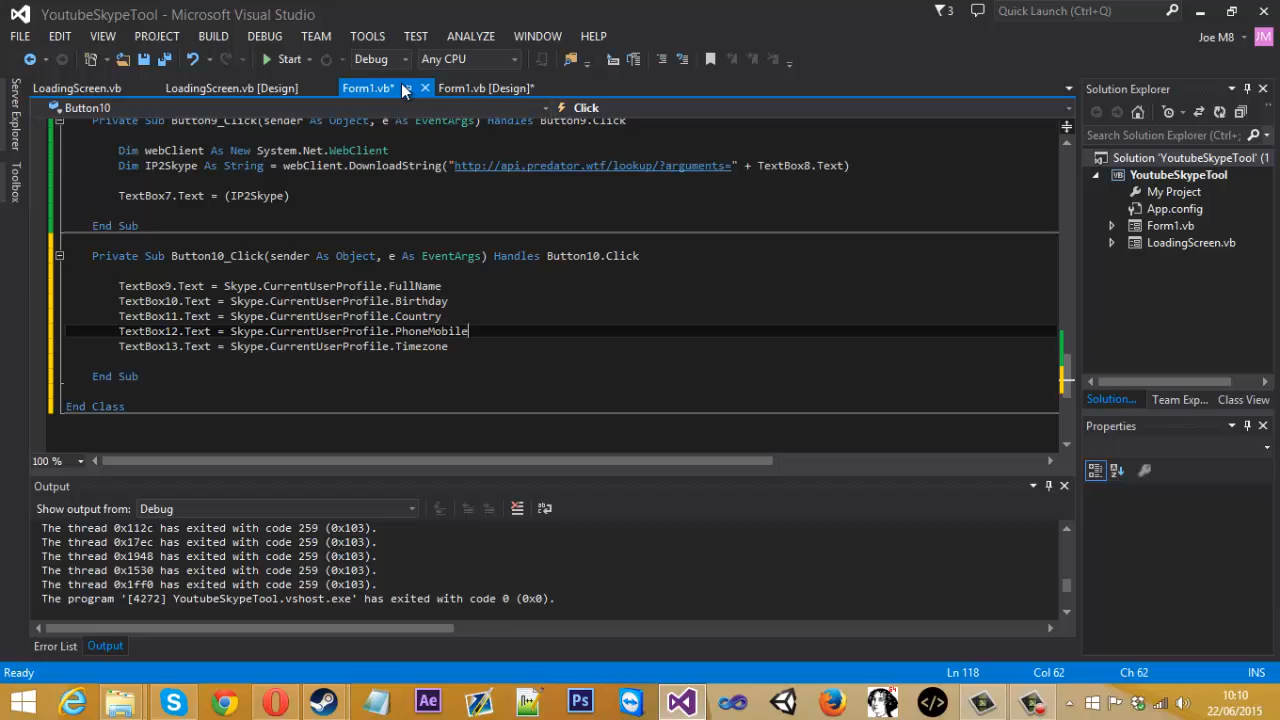 YoutubeSkypeTool - Microsoft Visual Studio
3
Quick Launch (Ctrl+Q)
FILE EDIT VIEW PROJECT BUILD DEBUG TEAM TOOLS TEST ANALYZE WINDOW HELP
Joe M8
JM
Start
Debug
Any CPU
Server Explorer
Toolbox
LoadingScreen.vb
LoadingScreen.vb [Design]
Form1.vb*
Form1.vb [Design]*
Button10
Click
Private Sub Button9_Click(sender As Object, e As EventArgs) Handles Button9.Click
Dim webClient As New System.Net.WebClient
Dim IP2Skype As String = webClient.DownloadString("http://api.predator.wtf/lookup/?arguments=" + TextBox8.Text)
TextBox7.Text = (IP2Skype)
End Sub
Private Sub Button10_Click(sender As Object, e As EventArgs) Handles Button10.Click
TextBox9.Text = Skype.CurrentUserProfile.FullName
TextBox10.Text = Skype.CurrentUserProfile.Birthday
TextBox11.Text = Skype.CurrentUserProfile.Country
TextBox12.Text = Skype.CurrentUserProfile.PhoneMobile
TextBox13.Text = Skype.CurrentUserProfile.Timezone
End Sub
End Class
100 %
Output
Show output from: Debug
The thread 0x112c has exited with code 259 (0x103).
The thread 0x17ec has exited with code 259 (0x103).
The thread 0x1948 has exited with code 259 (0x103).
The thread 0x1530 has exited with code 259 (0x103).
The thread 0x1ff0 has exited with code 259 (0x103).
The program '[4272] YoutubeSkypeTool.vshost.exe' has exited with code 0 (0x0).
Error List
Output
Solution Explorer
Search Solution Explorer (Ctrl+;)
Solution 'YoutubeSkypeTool' (1
VB YoutubeSkypeTool
My Project
App.config
Form1.vb
LoadingScreen.vb
Solution...
Team Exp...
Class View
Properties
Ready
Ln 118
Col 62
Ch 62
INS
Ae
Ps
10:10
22/06/2015